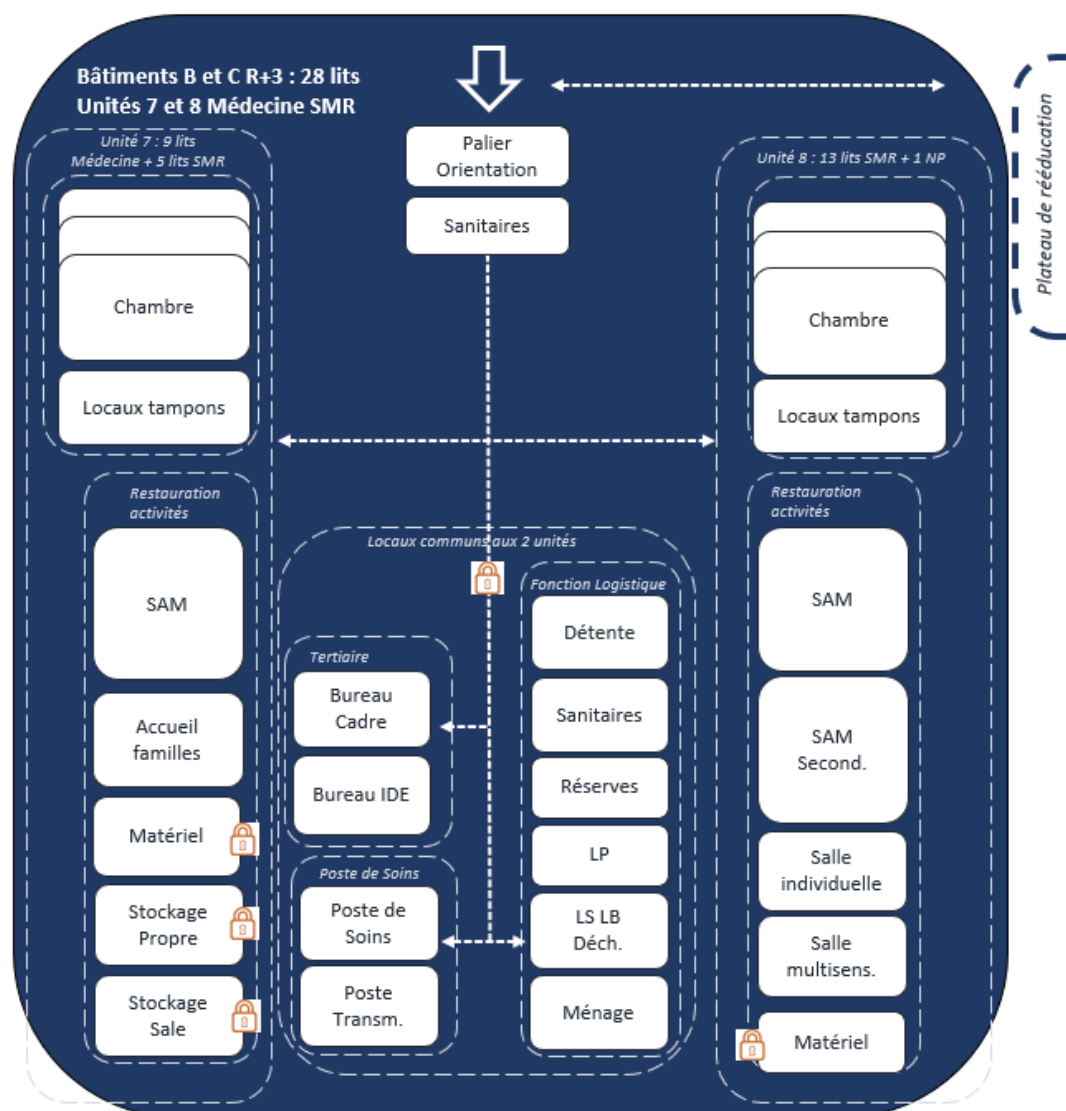 Bâtiments B et C R+3 : 28 lits
Unités 7 et 8 Médecine SMR
Palier
Orientation
Sanitaires
Plateau de rééducation
Unité 7 : 9 lits
Médecine + 5 lits SMR
Chambre
Locaux tampons
Restauration
activités
SAM
Accueil
familles
Matériel
Stockage
Propre
Stockage
Sale
Locaux communs aux 2 unités
Tertiaire
Bureau
Cadre
Bureau IDE
Poste de Soins
Poste de
Soins
Poste
Transm.
Fonction Logistique
Détente
Sanitaires
Réserves
LP
LS LB
Déch.
Ménage
Unité 8 : 13 lits SMR + 1 NP
Chambre
Locaux tampons
Restauration
activités
SAM
SAM
Second.
Salle
individuelle
Salle
multisens.
Matériel